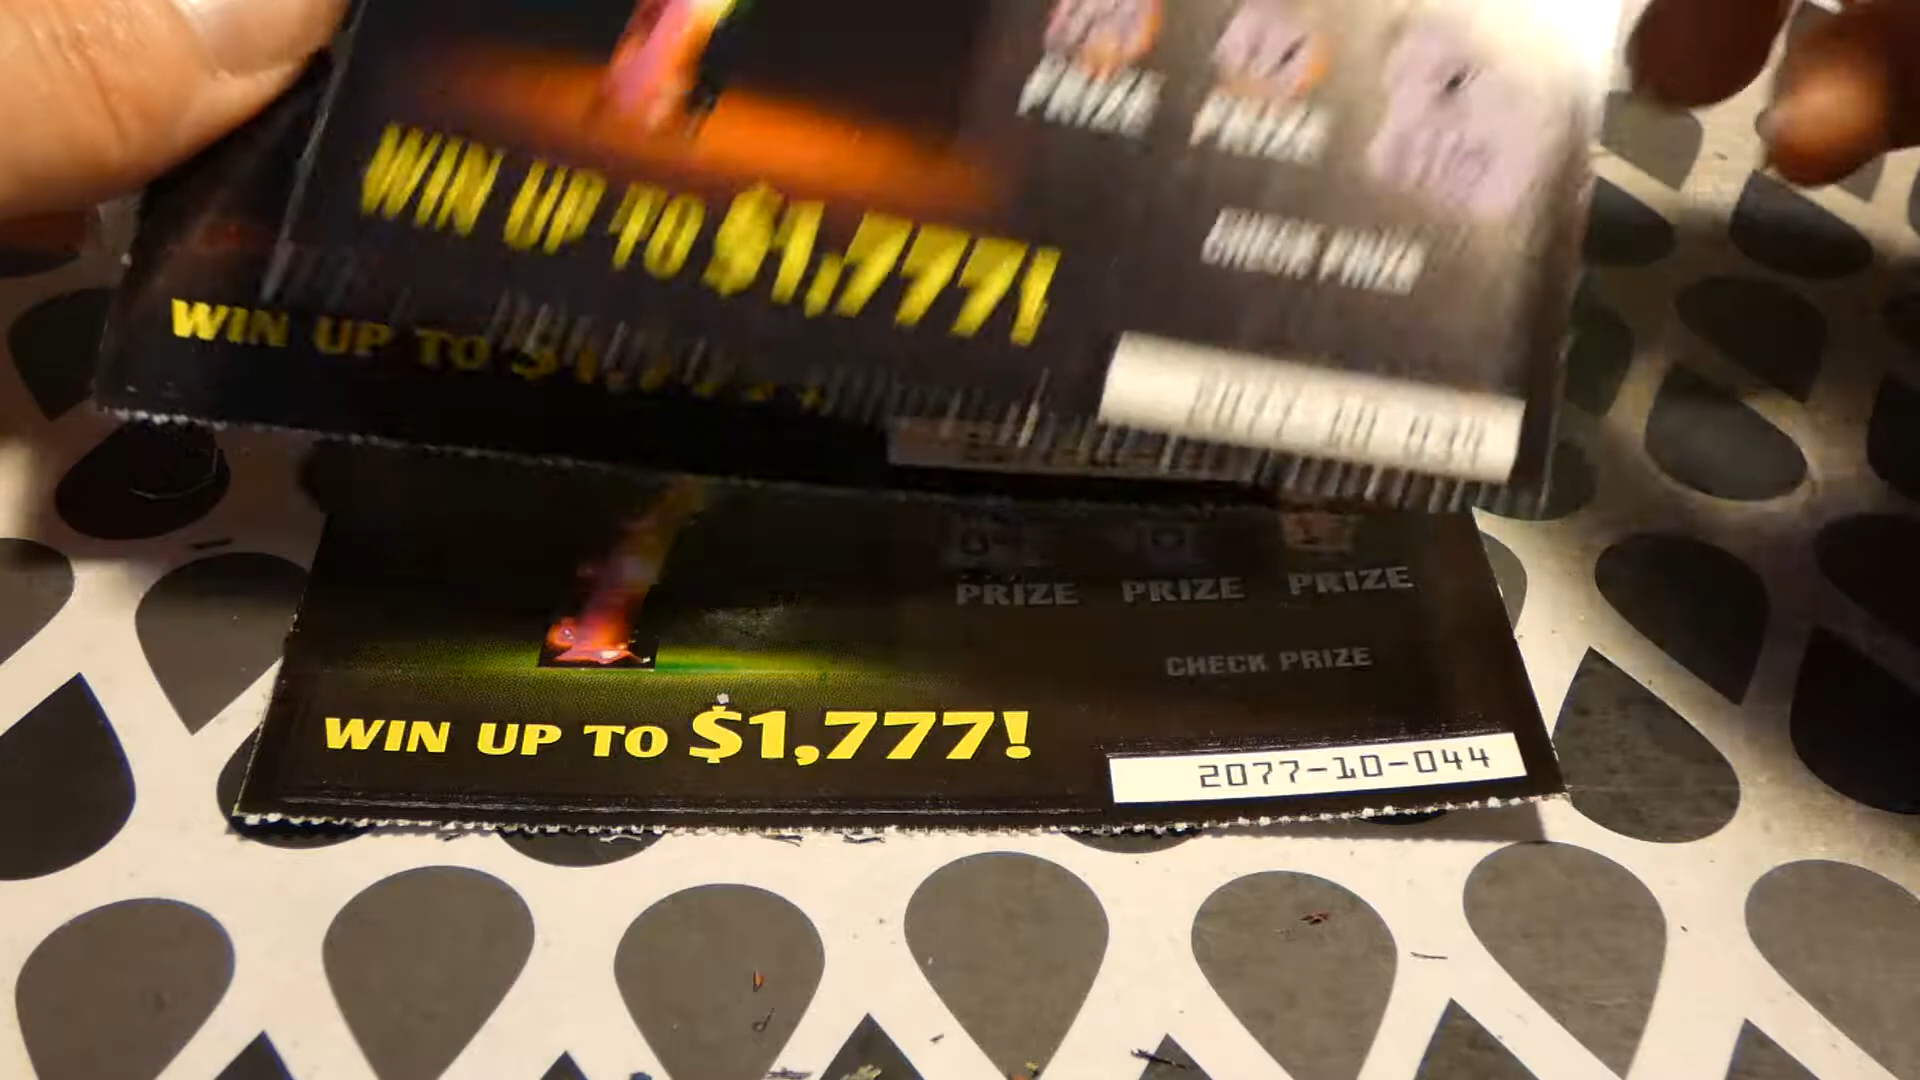 PRIZE PRIZE
WIN UP TO $1,777!
CHECK PRIZE
WIN UP TO
PRIZE PRIZE PRIZE
CHECK PRIZE
WIN UP TO $1,777!
2077-10-044